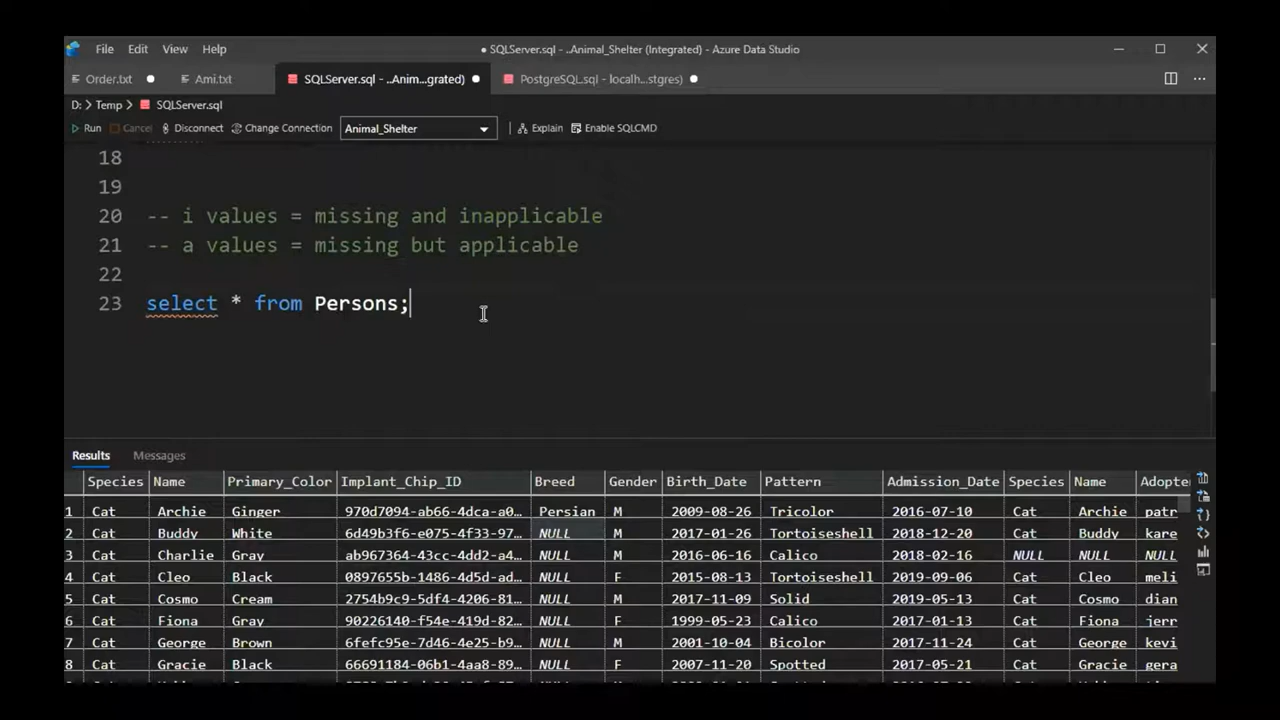 File Edit View Help ● SQLServer.sql - ..Animal_Shelter (Integrated) - Azure Data Studio
Order.txt Ami.txt SQLServer.sql - ..Anim...grated) PostgreSQL.sql - localh...stgres)
D: > Temp > SQLServer.sql
Run Cancel Disconnect Change Connection Animal_Shelter Explain Enable SQLCMD
18
19
20 -- i values = missing and inapplicable
21 -- a values = missing but applicable
22
23 select * from Persons;
Results Messages
Species Name Primary_Color Implant_Chip_ID Breed Gender Birth_Date Pattern Admission_Date Species Name Adopte
1 Cat Archie Ginger 970d7094-ab66-4dca-a0... Persian M 2009-08-26 Tricolor 2016-07-10 Cat Archie patr
2 Cat Buddy White 6d49b3f6-e075-4f33-97... NULL M 2017-01-26 Tortoiseshell 2018-12-20 Cat Buddy kare
3 Cat Charlie Gray ab967364-43cc-4dd2-a4... NULL M 2016-06-16 Calico 2018-02-16 NULL NULL NULL
4 Cat Cleo Black 0897655b-1486-4d5d-ad... NULL F 2015-08-13 Tortoiseshell 2019-09-06 Cat Cleo meli
5 Cat Cosmo Cream 2754b9c9-5df4-4206-81... NULL M 2017-11-09 Solid 2019-05-13 Cat Cosmo dian
6 Cat Fiona Gray 90226140-f54e-419d-82... NULL F 1999-05-23 Calico 2017-01-13 Cat Fiona jerr
7 Cat George Brown 6fefc95e-7d46-4e25-b9... NULL M 2001-10-04 Bicolor 2017-11-24 Cat George kevi
8 Cat Gracie Black 66691184-06b1-4aa8-89... NULL F 2007-11-20 Spotted 2017-05-21 Cat Gracie gera